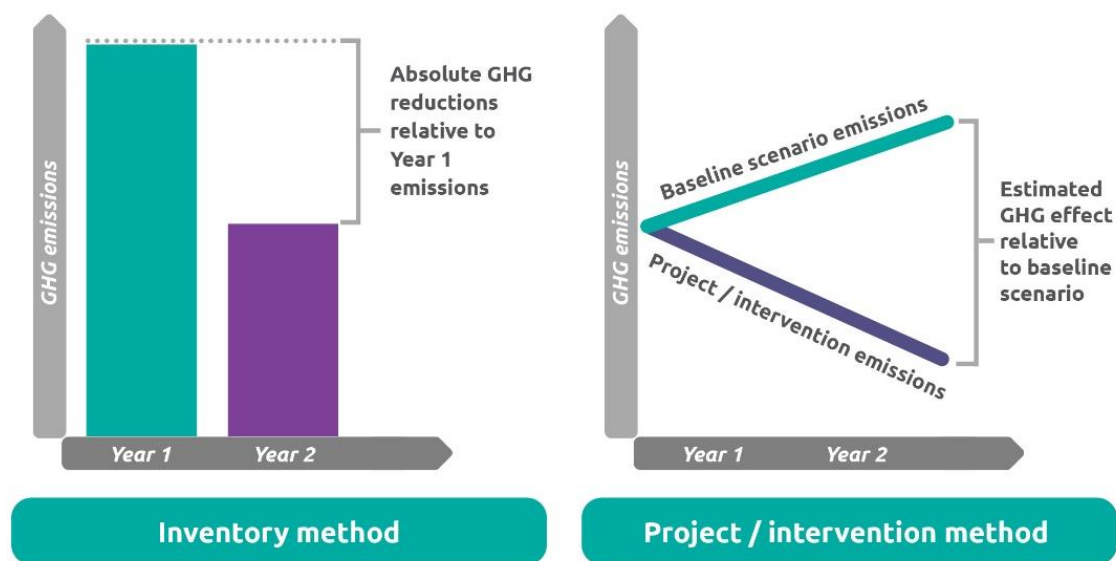 GHG emissions
Absolute GHG
reductions
relative to
Year 1
emissions
Year 1
Year 2
Inventory method
GHG emissions
Baseline scenario emissions
Project / intervention emissions
Estimated
GHG effect
relative
to baseline
scenario
Year 1
Year 2
Project / intervention method